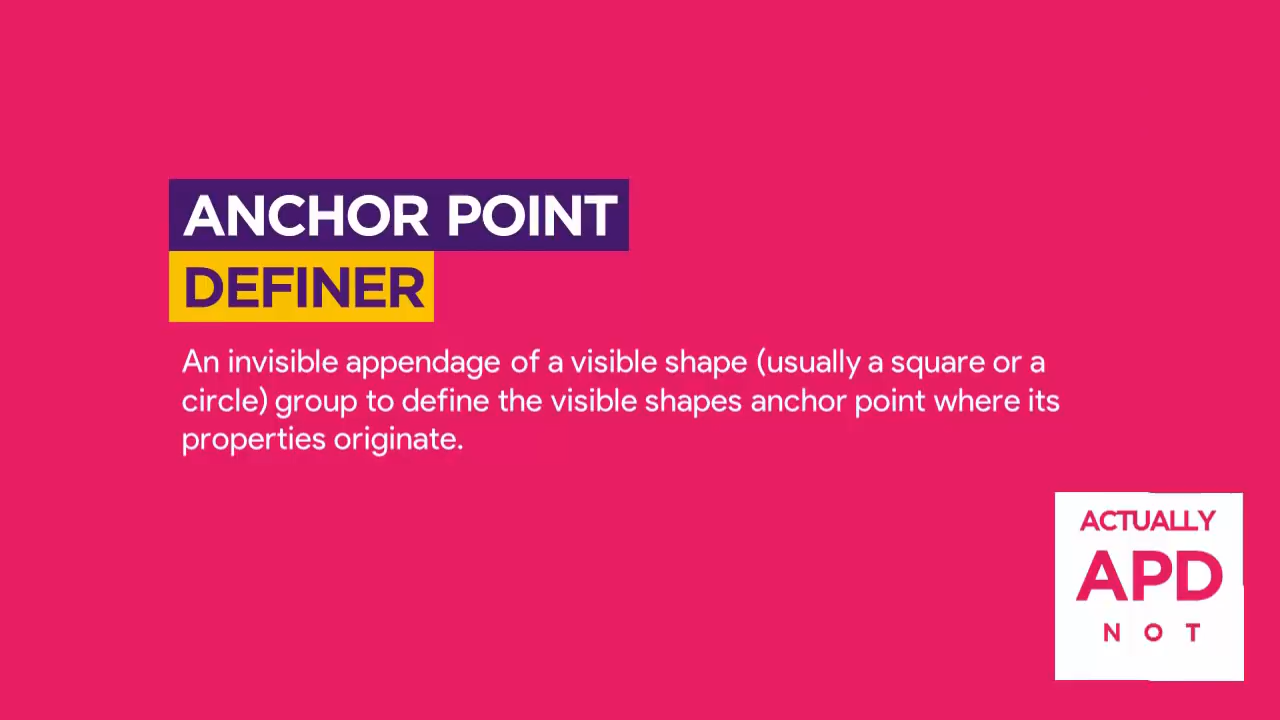 ANCHOR POINT
DEFINER
An invisible appendage of a visible shape (usually a square or a
circle) group to define the visible shapes anchor point where its
properties originate.
ACTUALLY
APD
NOT